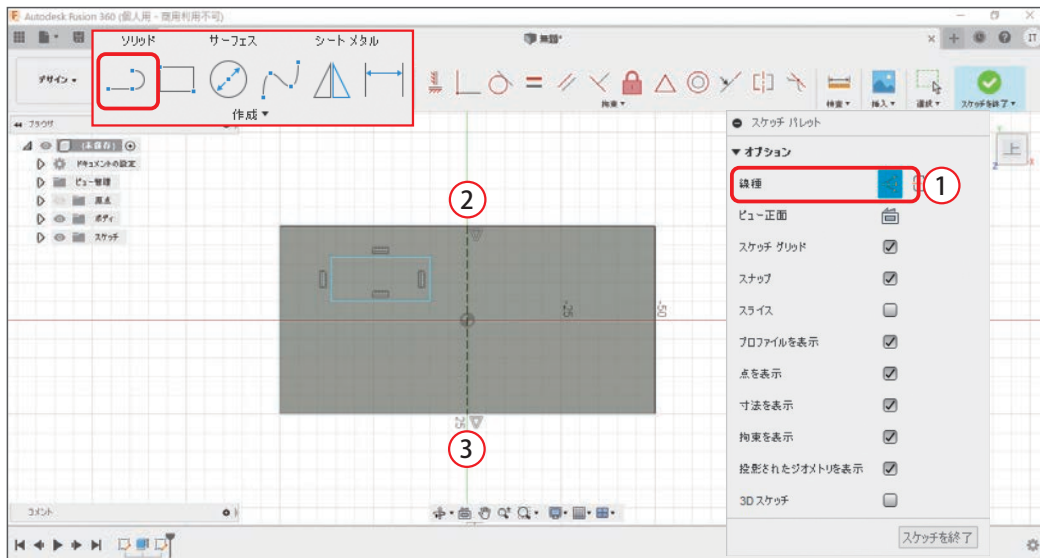 Autodesk Fusion 360 (個人用 - 商用利用不可)
無題*
IT
ソリッド サーフェス シート メタル
作成
デザイン
拘束
検査
挿入
選択
スケッチを終了
ブラウザ
(未保存)
ドキュメントの設定
ビュー管理
原点
ボディ
スケッチ
スケッチ パレット
オプション
線種
①
ビュー正面
スケッチ グリッド
スナップ
スライス
プロファイルを表示
点を表示
寸法を表示
拘束を表示
投影されたジオメトリを表示
3D スケッチ
スケッチを終了
上
Z
②
-25
-50
25
③
コメント